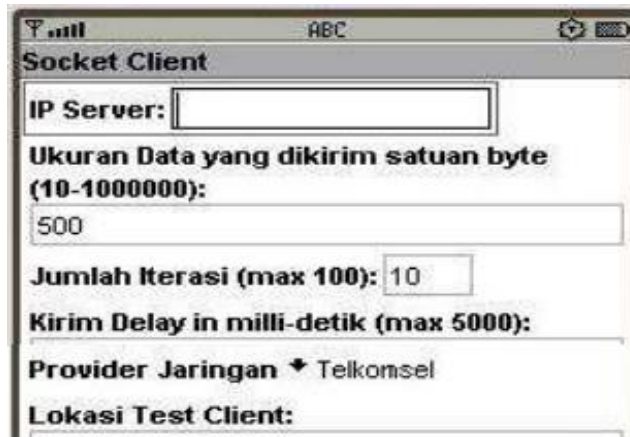 ABC
Socket Client
IP Server:
Ukuran Data yang dikirim satuan byte
(10-1000000):
500
Jumlah Iterasi (max 100): 10
Kirim Delay in milli-detik (max 5000):
Provider Jaringan Telkomsel
Lokasi Test Client: